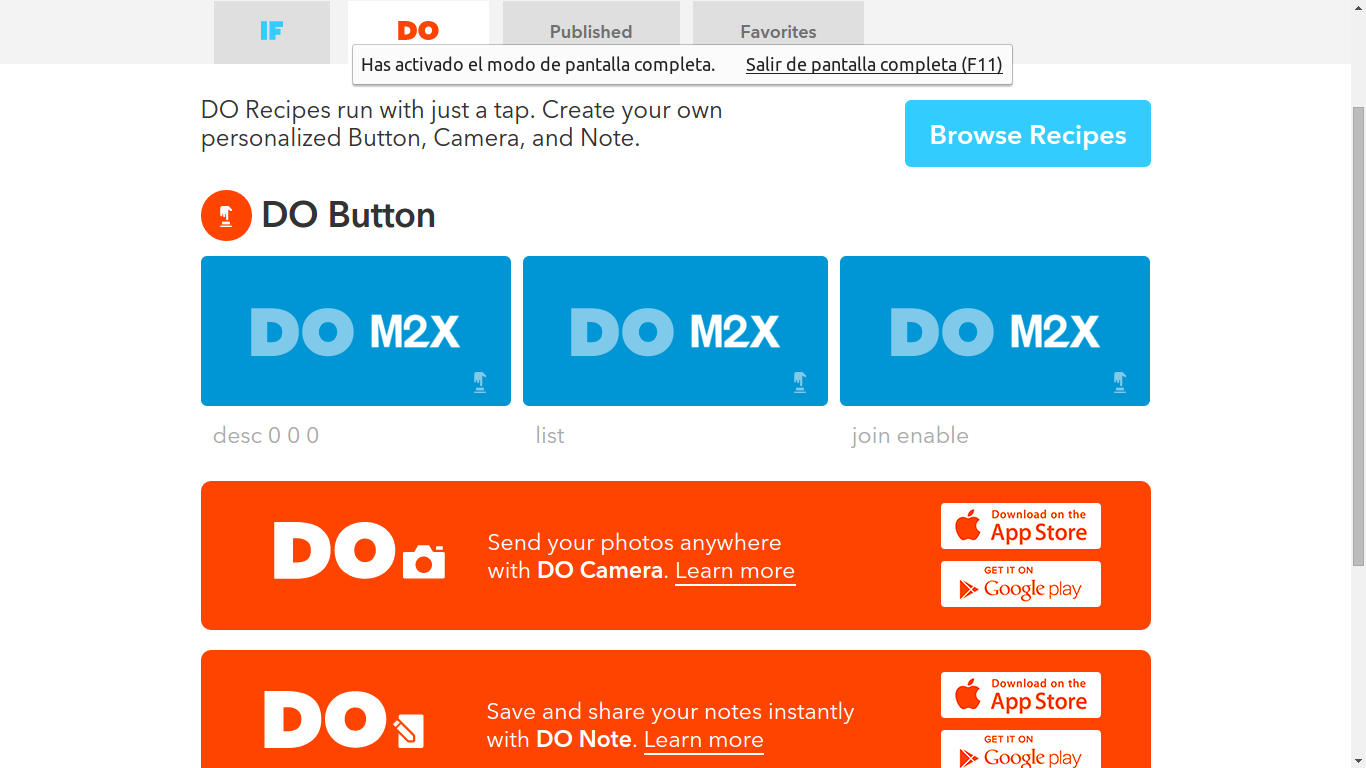 IF
DO
Published
Favorites
Has activado el modo de pantalla completa. Salir de pantalla completa (F11)
DO Recipes run with just a tap. Create your own
personalized Button, Camera, and Note.
Browse Recipes
DO Button
DO M2X
DO M2X
DO M2X
desc 0 0 0
list
join enable
DO
Send your photos anywhere
with DO Camera. Learn more
Download on the
App Store
GET IT ON
Google play
DO
Save and share your notes instantly
with DO Note. Learn more
Download on the
App Store
GET IT ON
Google play